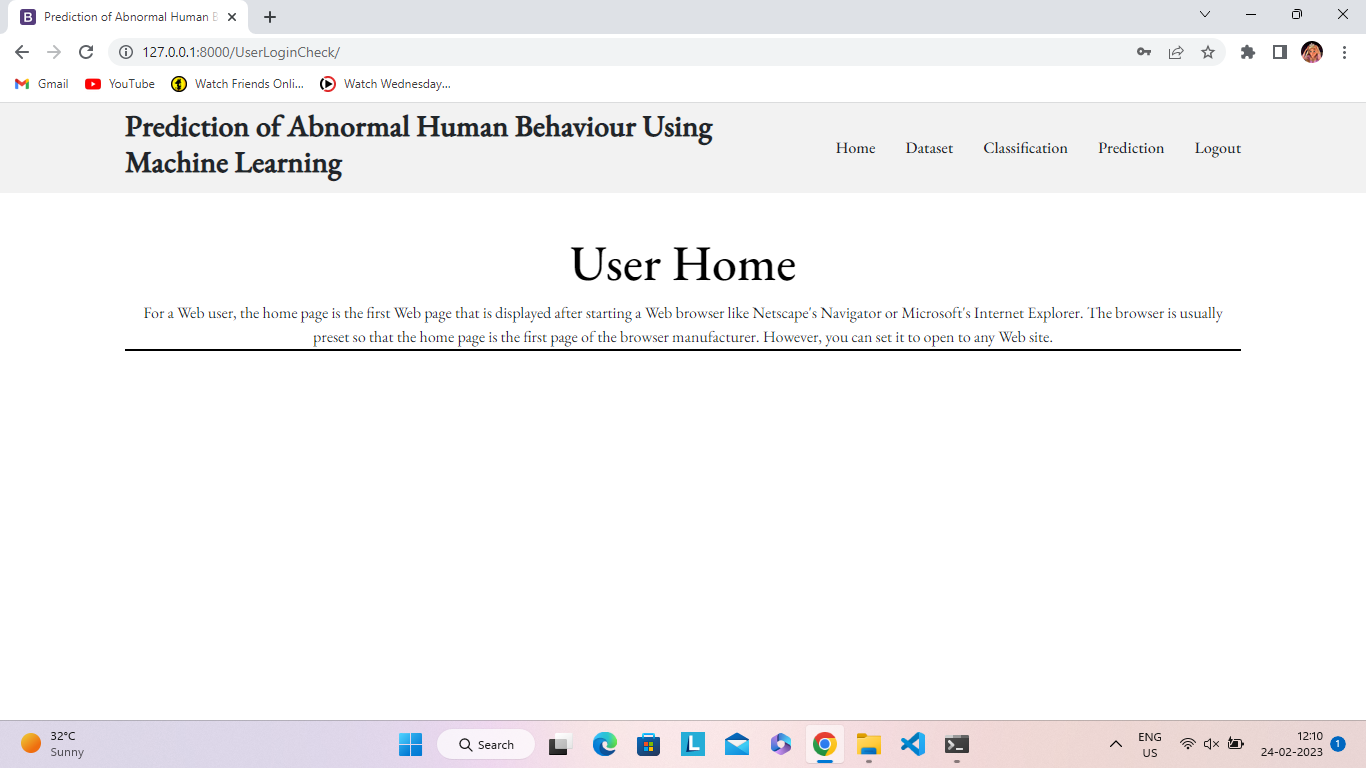 Prediction of Abnormal Human B
127.0.0.1:8000/UserLoginCheck/
Gmail
YouTube
Watch Friends Onli...
Watch Wednesday...
Prediction of Abnormal Human Behaviour Using
Machine Learning
Home
Dataset
Classification
Prediction
Logout
User Home
For a Web user, the home page is the first Web page that is displayed after starting a Web browser like Netscape's Navigator or Microsoft's Internet Explorer. The browser is usually
preset so that the home page is the first page of the browser manufacturer. However, you can set it to open to any Web site.
32°C
Sunny
Search
ENG
US
12:10
24-02-2023
1